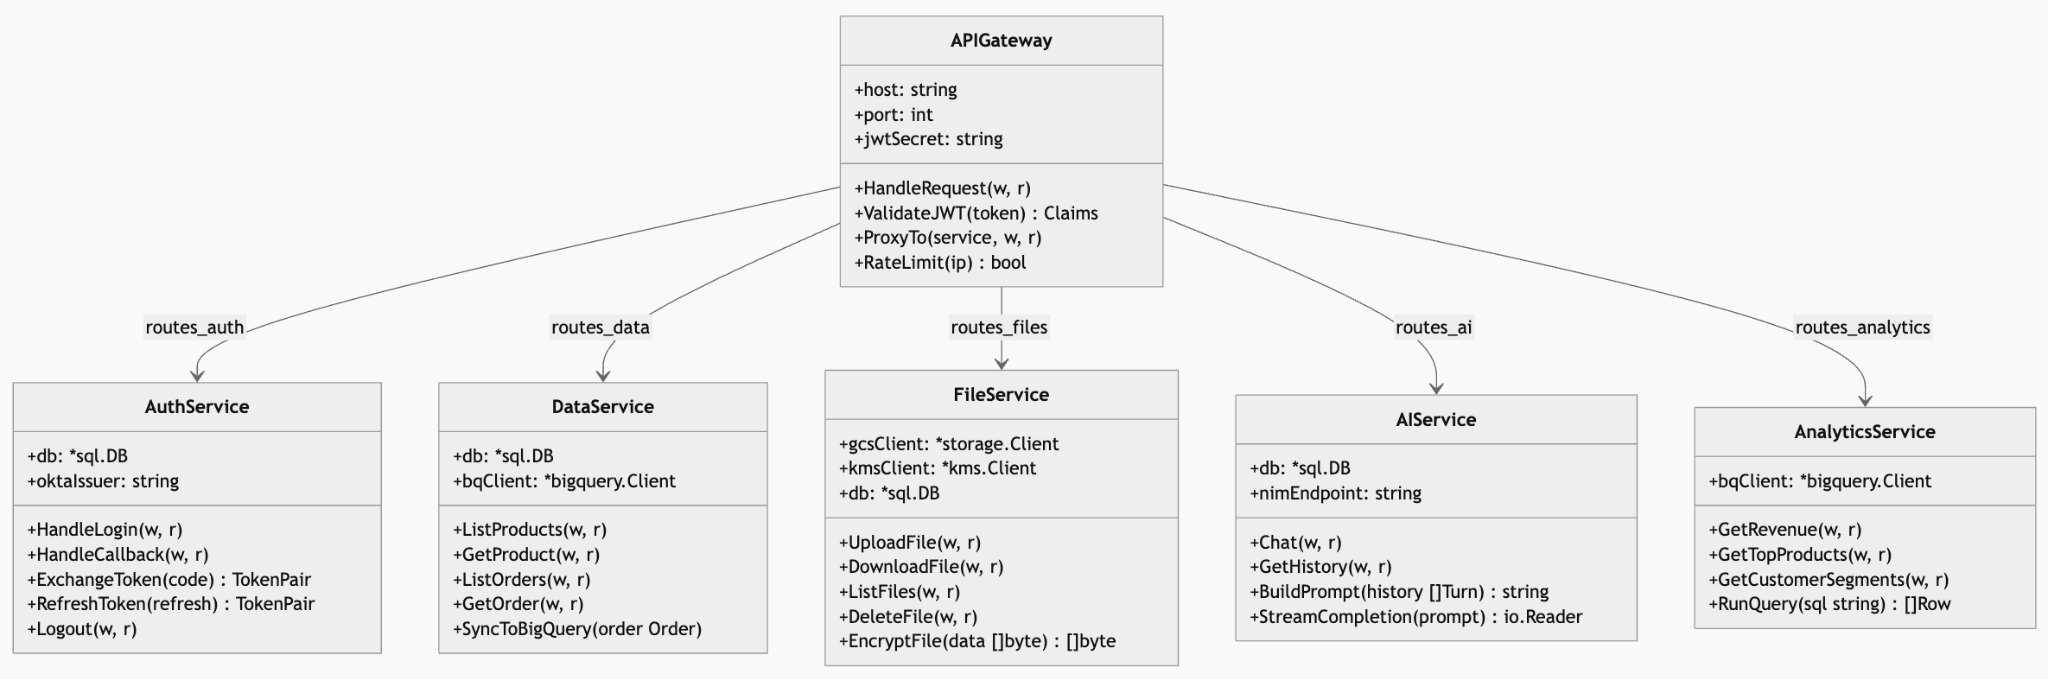 APIGateway
+host: string
+port: int
+jwtSecret: string
+HandleRequest(w, r)
+ValidateJWT(token) : Claims
+ProxyTo(service, w, r)
+RateLimit(ip) : bool
routes_auth
routes_data
routes_files
routes_ai
routes_analytics
AuthService
+db: *sql.DB
+oktaIssuer: string
+HandleLogin(w, r)
+HandleCallback(w, r)
+ExchangeToken(code) : TokenPair
+RefreshToken(refresh) : TokenPair
+Logout(w, r)
DataService
+db: *sql.DB
+bqClient: *bigquery.Client
+ListProducts(w, r)
+GetProduct(w, r)
+ListOrders(w, r)
+GetOrder(w, r)
+SyncToBigQuery(order Order)
FileService
+gcsClient: *storage.Client
+kmsClient: *kms.Client
+db: *sql.DB
+UploadFile(w, r)
+DownloadFile(w, r)
+ListFiles(w, r)
+DeleteFile(w, r)
+EncryptFile(data []byte) : []byte
AIService
+db: *sql.DB
+nimEndpoint: string
+Chat(w, r)
+GetHistory(w, r)
+BuildPrompt(history []Turn) : string
+StreamCompletion(prompt) : io.Reader
AnalyticsService
+bqClient: *bigquery.Client
+GetRevenue(w, r)
+GetTopProducts(w, r)
+GetCustomerSegments(w, r)
+RunQuery(sql string) : []Row